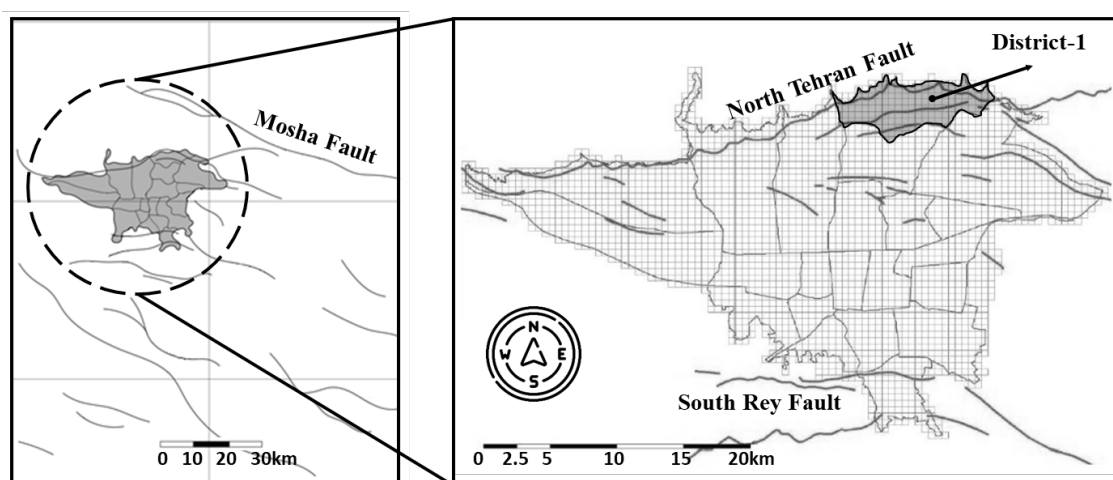 Mosha Fault
0 10 20 30km
District-1
North Tehran Fault
N
W E
S
South Rey Fault
0 2.5 5 10 15 20km